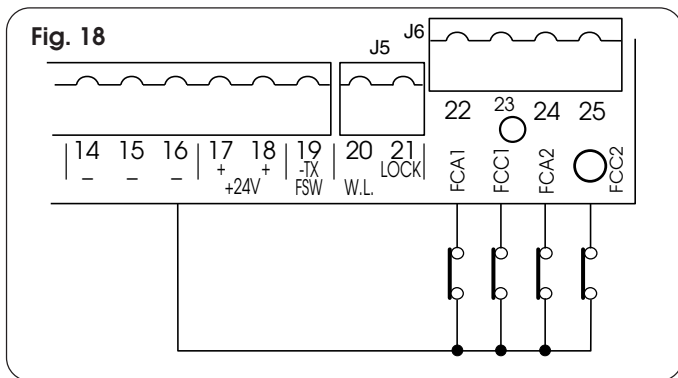 Fig. 18
J6
J5
22 23 24 25
14 15 16 17 18 19 20 21
– – – + + -TX LOCK
+24V FSW W.L.
FCA1 FCC1 FCA2 FCC2